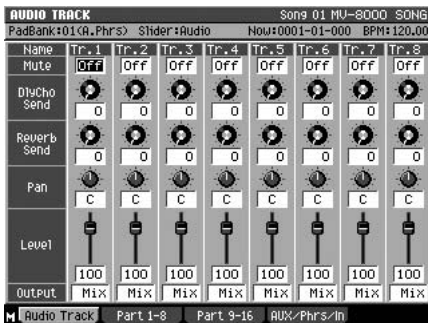 AUDIO TRACK Song 01 MV-8000 SONG
PadBank:01(A.Phrs) Slider:Audio Now:0001-01-000 BPM:120.00
Name Tr.1 Tr.2 Tr.3 Tr.4 Tr.5 Tr.6 Tr.7 Tr.8
Mute Off Off Off Off Off Off Off Off
DlyCho
Send
0 0 0 0 0 0 0 0
Reverb
Send
0 0 0 0 0 0 0 0
Pan
C C C C C C C C
Level
100 100 100 100 100 100 100 100
Output Mix Mix Mix Mix Mix Mix Mix Mix
M Audio Track Part 1-8 Part 9-16 AUX/Phrs/In